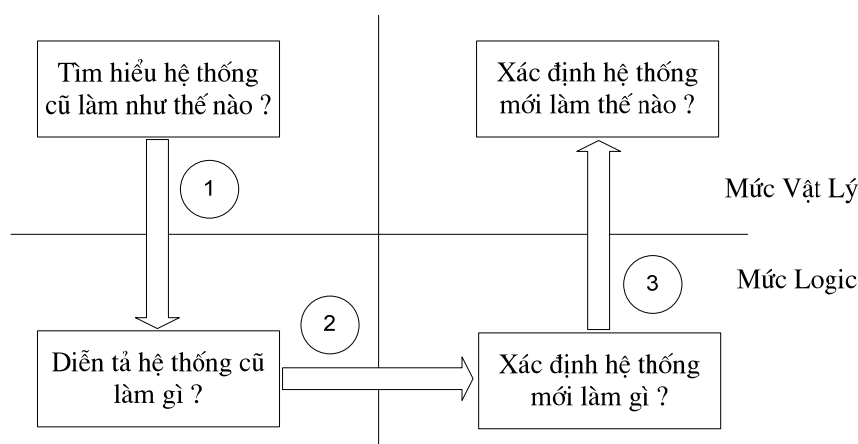 Tìm hiểu hệ thống
cũ làm như thế nào ?
Xác định hệ thống
mới làm thế nào ?
1
Mức Vật Lý
Mức Logic
3
2
Diễn tả hệ thống cũ
làm gì ?
Xác định hệ thống
mới làm gì ?